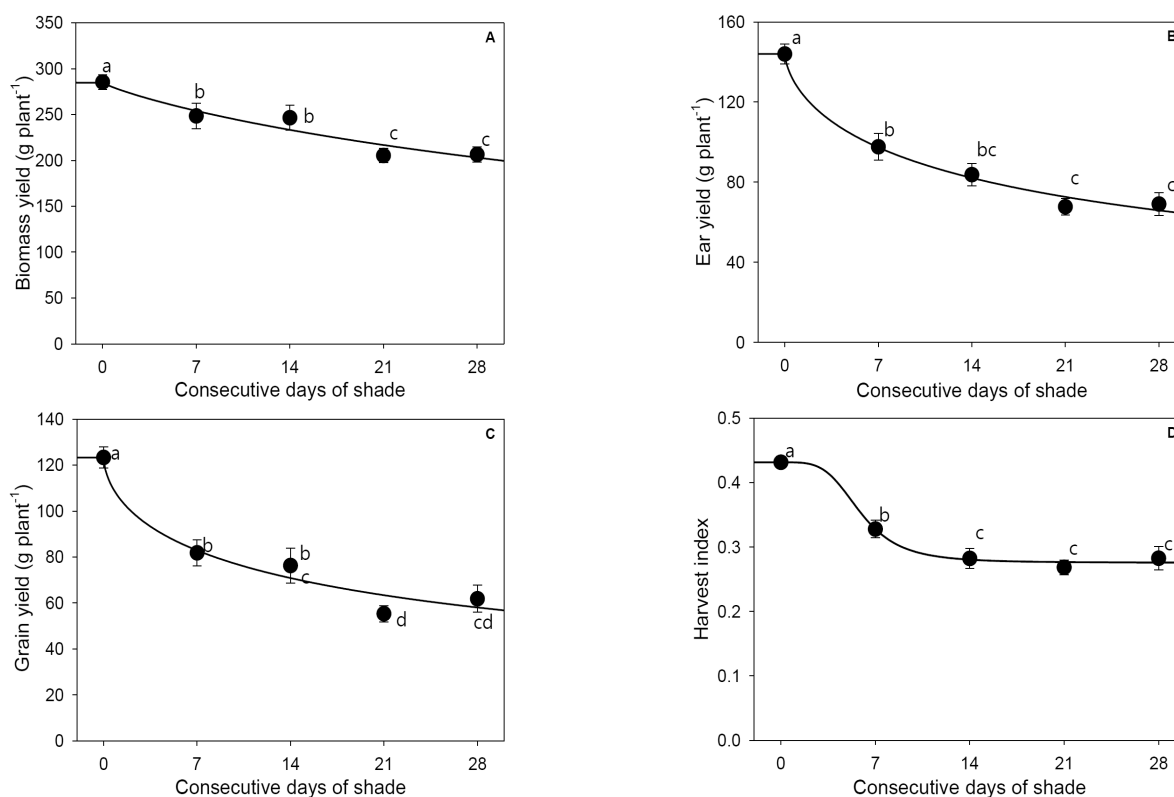 A
Biomass yield (g plant⁻¹)
350
300
250
200
150
100
50
0
a
b
b
c
c
0 7 14 21 28
Consecutive days of shade
B
Ear yield (g plant⁻¹)
160
120
80
40
0
a
b
bc
c
c
0 7 14 21 28
Consecutive days of shade
C
Grain yield (g plant⁻¹)
140
120
100
80
60
40
20
0
a
b
b
c
d
cd
0 7 14 21 28
Consecutive days of shade
D
Harvest index
0.5
0.4
0.3
0.2
0.1
0.0
a
b
c
c
c
0 7 14 21 28
Consecutive days of shade